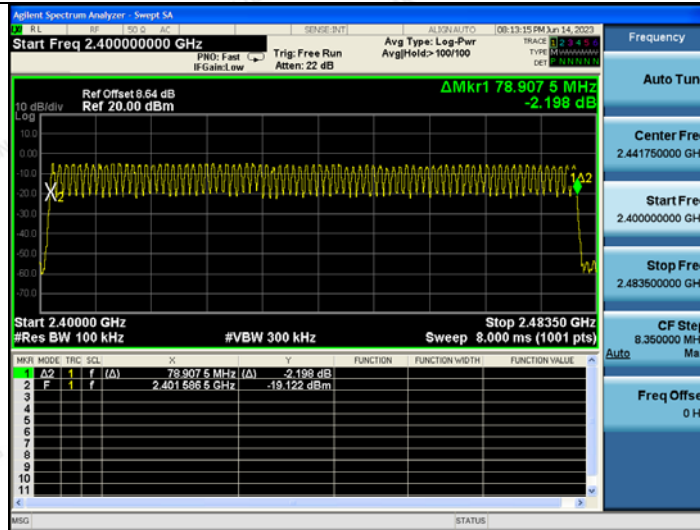 Agilent Spectrum Analyzer - Swept SA
RL RF 50 Ω AC SENSE:INT ALIGN AUTO 08:13:15 PM Jun 14, 2023
Start Freq 2.400000000 GHz
PNO: Fast
IFGain:Low
Trig: Free Run
Atten: 22 dB
Avg Type: Log-Pwr
Avg|Hold:> 100/100
TRACE 1 2 3 4 5 6
TYPE MWWWWW
DET P N N N N N
Frequency
Auto Tun
Center Fre
2.441750000 GH
Start Fre
2.400000000 GH
Stop Fre
2.483500000 GH
CF Ste
8.350000 MH
Auto Ma
Freq Offse
0 H
ΔMkr1 78.907 5 MHz
-2.198 dB
Ref Offset 8.64 dB
10 dB/div Ref 20.00 dBm
Log
10.0
0.00
-10.0
-20.0
-30.0
-40.0
-50.0
-60.0
-70.0
2
1Δ2
Start 2.40000 GHz Stop 2.48350 GHz
#Res BW 100 kHz #VBW 300 kHz Sweep 8.000 ms (1001 pts)
MKR MODE TRC SCL X Y FUNCTION FUNCTION WIDTH FUNCTION VALUE
1 Δ2 1 f (Δ) 78.907 5 MHz (Δ) -2.198 dB
2 F 1 f 2.401 586 5 GHz -19.122 dBm
3
4
5
6
7
8
9
10
11
MSG STATUS